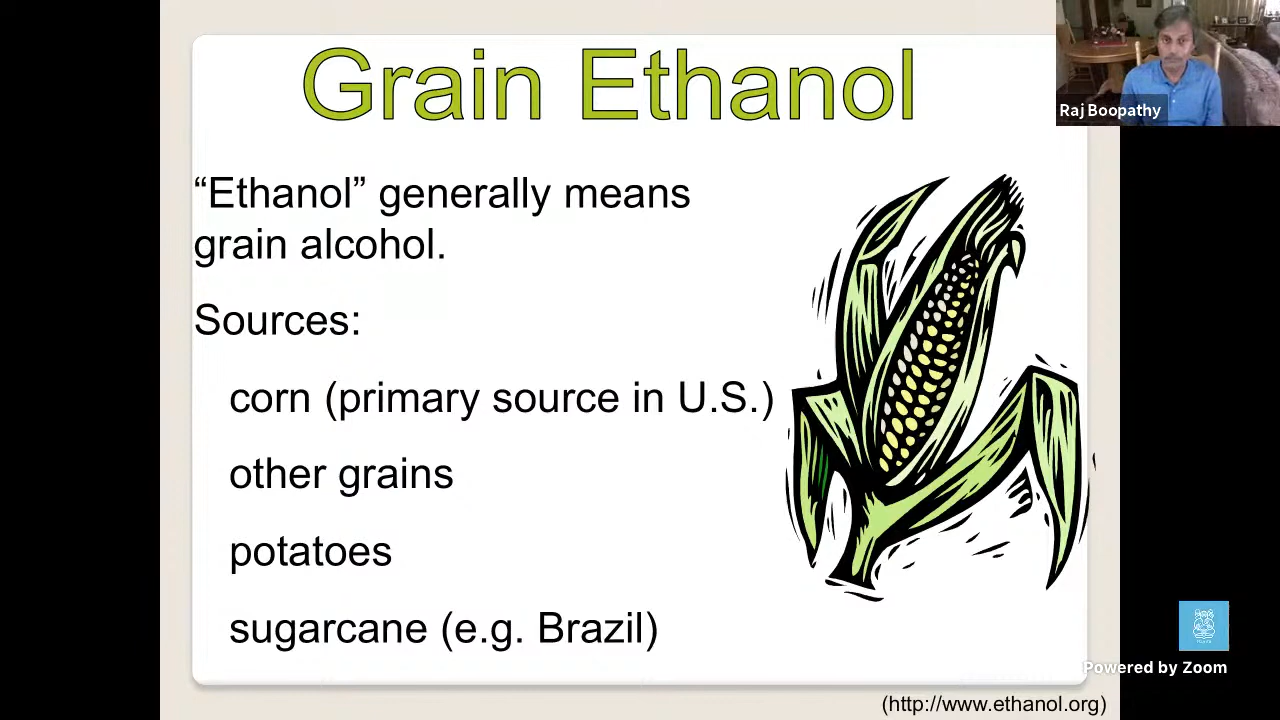 Grain Ethanol
Raj Boopathy
“Ethanol” generally means
grain alcohol.
Sources:
corn (primary source in U.S.)
other grains
potatoes
sugarcane (e.g. Brazil)
Powered by Zoom
(http://www.ethanol.org)